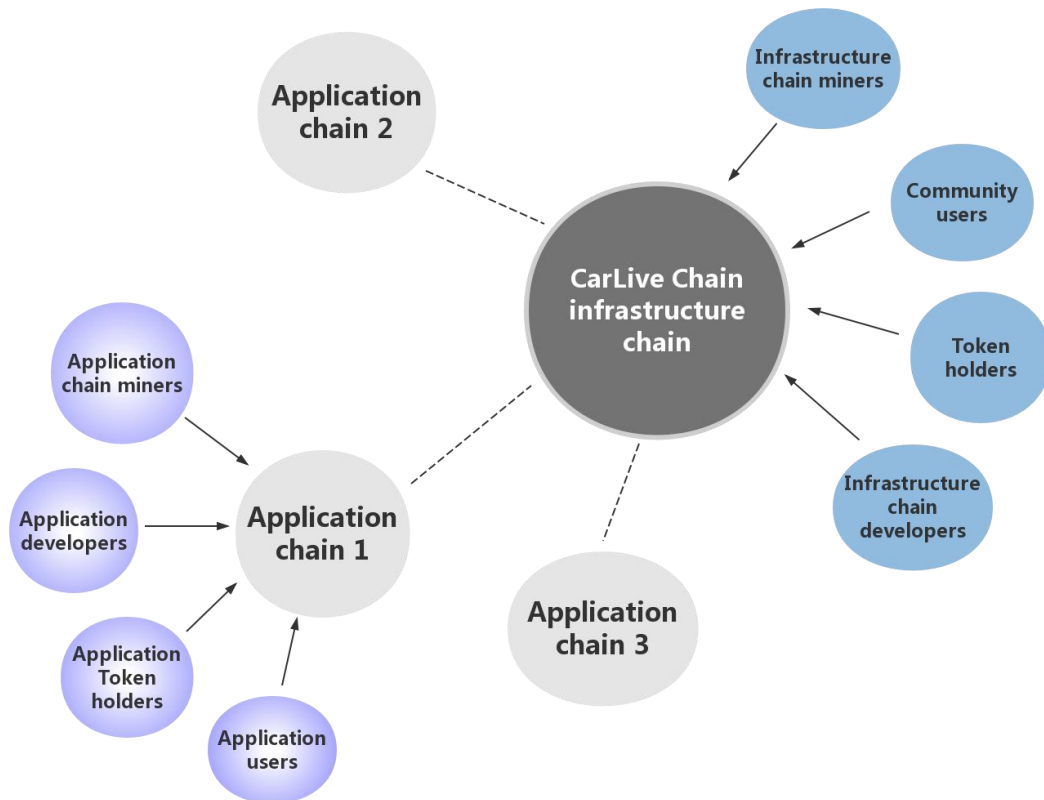 Infrastructure
chain miners
Application
chain 2
Community
users
CarLive Chain
infrastructure
chain
Token
holders
Application
chain miners
Infrastructure
chain
developers
Application
developers
Application
chain 1
Application
chain 3
Application
Token
holders
Application
users